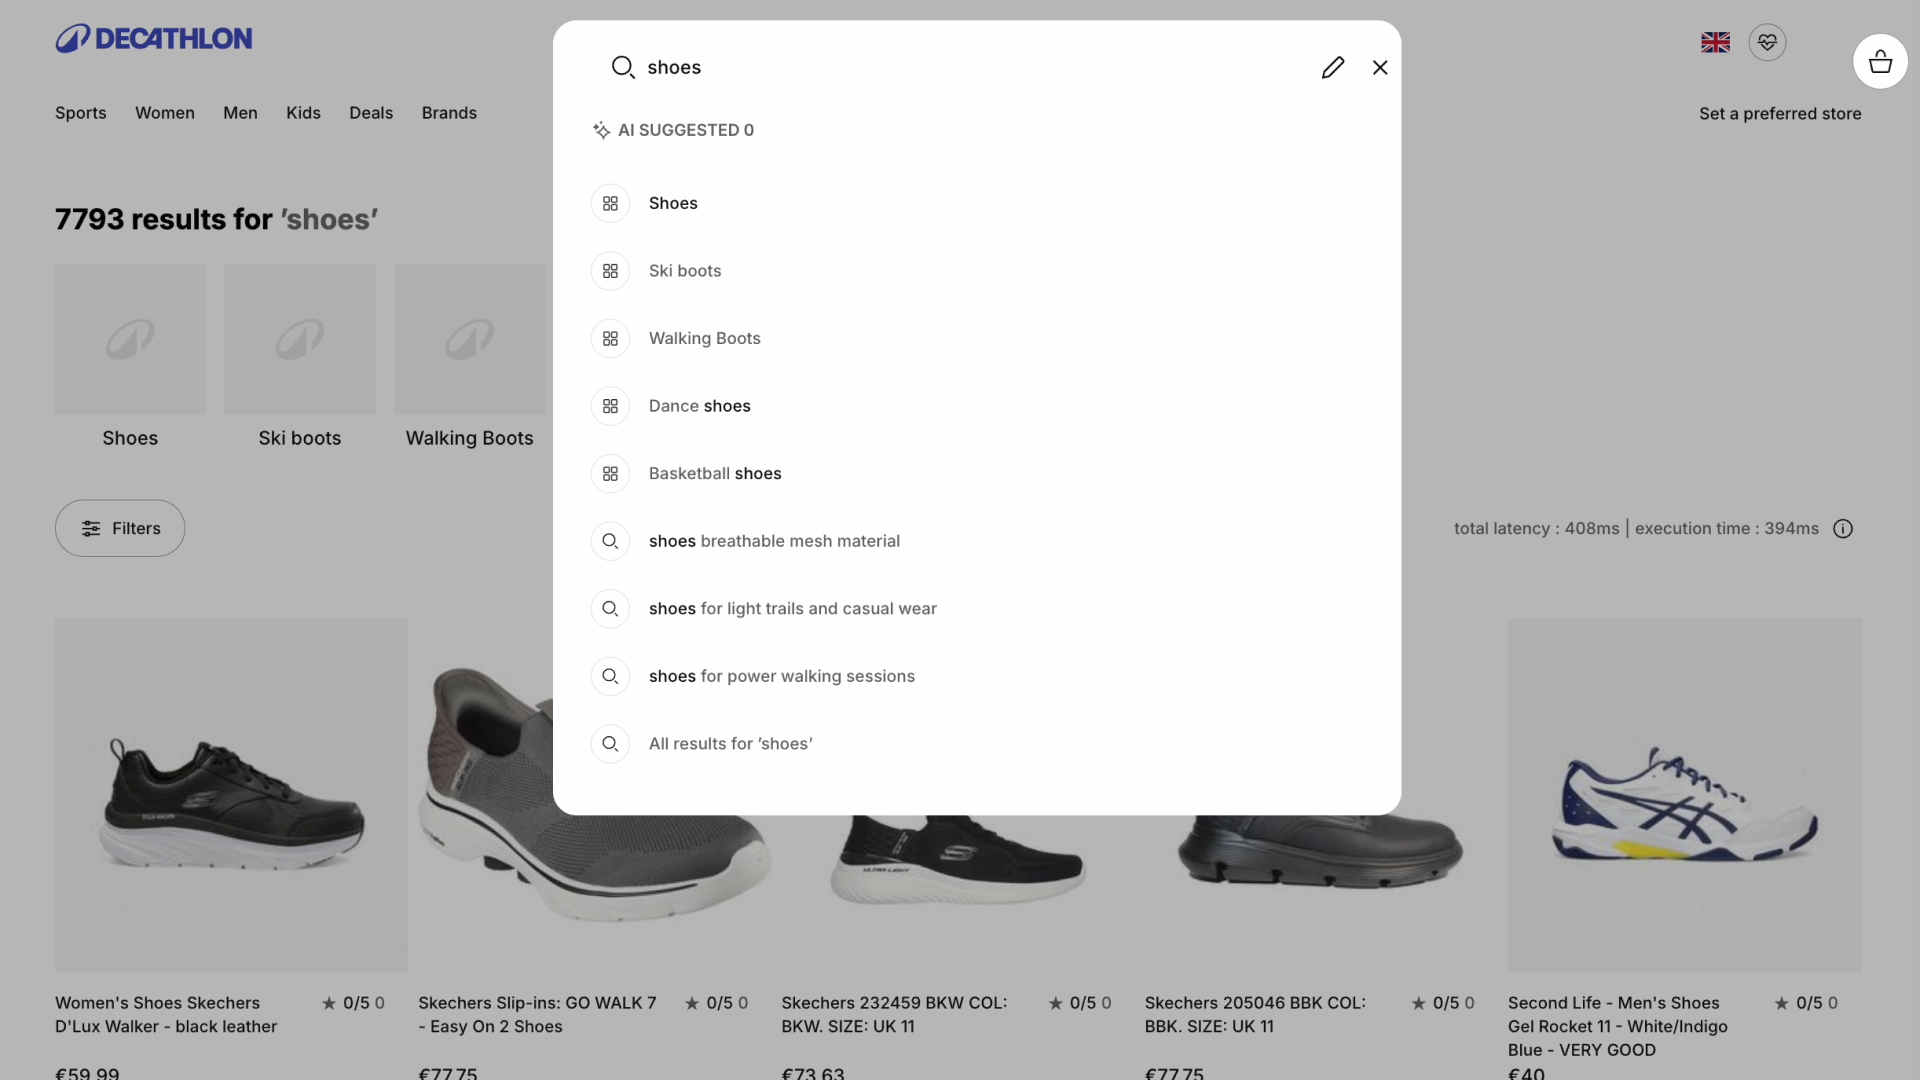 DECATHLON
shoes
Sports Women Men Kids Deals Brands
Set a preferred store
AI SUGGESTED 0
Shoes
Ski boots
Walking Boots
Dance shoes
Basketball shoes
shoes breathable mesh material
shoes for light trails and casual wear
shoes for power walking sessions
All results for 'shoes'
7793 results for 'shoes'
Shoes
Ski boots
Walking Boots
Filters
total latency : 408ms | execution time : 394ms
ULTRA LIGHT
Women's Shoes Skechers
D'Lux Walker - black leather
0/5 0
€59.99
Skechers Slip-ins: GO WALK 7
- Easy On 2 Shoes
0/5 0
€77.75
Skechers 232459 BKW COL:
BKW. SIZE: UK 11
0/5 0
€73.63
Skechers 205046 BBK COL:
BBK. SIZE: UK 11
0/5 0
€77.75
Second Life - Men's Shoes
Gel Rocket 11 - White/Indigo
Blue - VERY GOOD
0/5 0
€40